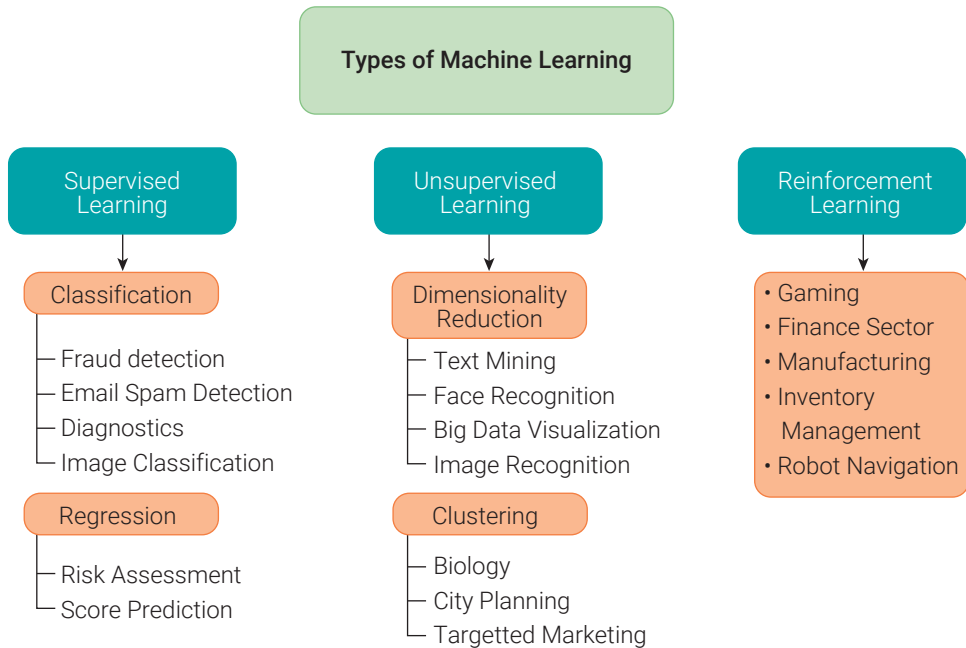 Types of Machine Learning
Supervised
Learning
Classification
Fraud detection
Email Spam Detection
Diagnostics
Image Classification
Regression
Risk Assessment
Score Prediction
Unsupervised
Learning
Dimensionality
Reduction
Text Mining
Face Recognition
Big Data Visualization
Image Recognition
Clustering
Biology
City Planning
Targetted Marketing
Reinforcement
Learning
• Gaming
• Finance Sector
• Manufacturing
• Inventory
Management
• Robot Navigation